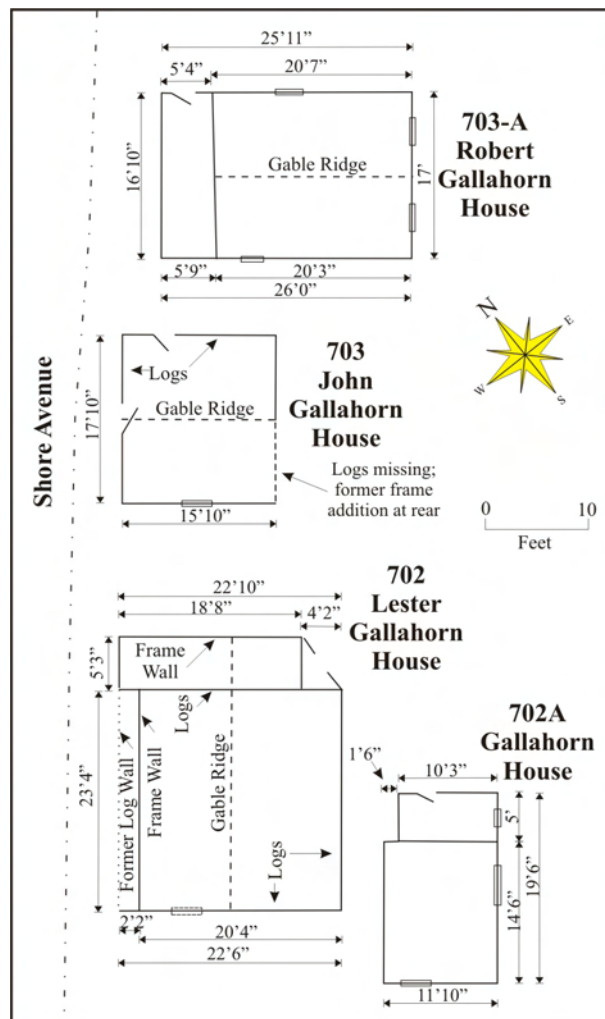 25'11”
5'4”
20'7”
703-A
Robert
Gallahorn
House
Gable Ridge
16'10”
17'
5'9”
20'3”
26'0”
N
E
W
S
Shore Avenue
703
John
Gallahorn
House
Logs
Gable Ridge
17'10”
Logs missing;
former frame
addition at rear
15'10”
0
10
Feet
702
Lester
Gallahorn
House
22'10”
18'8”
4'2”
5'3”
Frame
Wall
Logs
23'4”
Former Log Wall
Frame Wall
Gable Ridge
Logs
2'2”
20'4”
22'6”
702A
Gallahorn
House
1'6”
10'3”
5'
14'6”
19'6”
11'10”